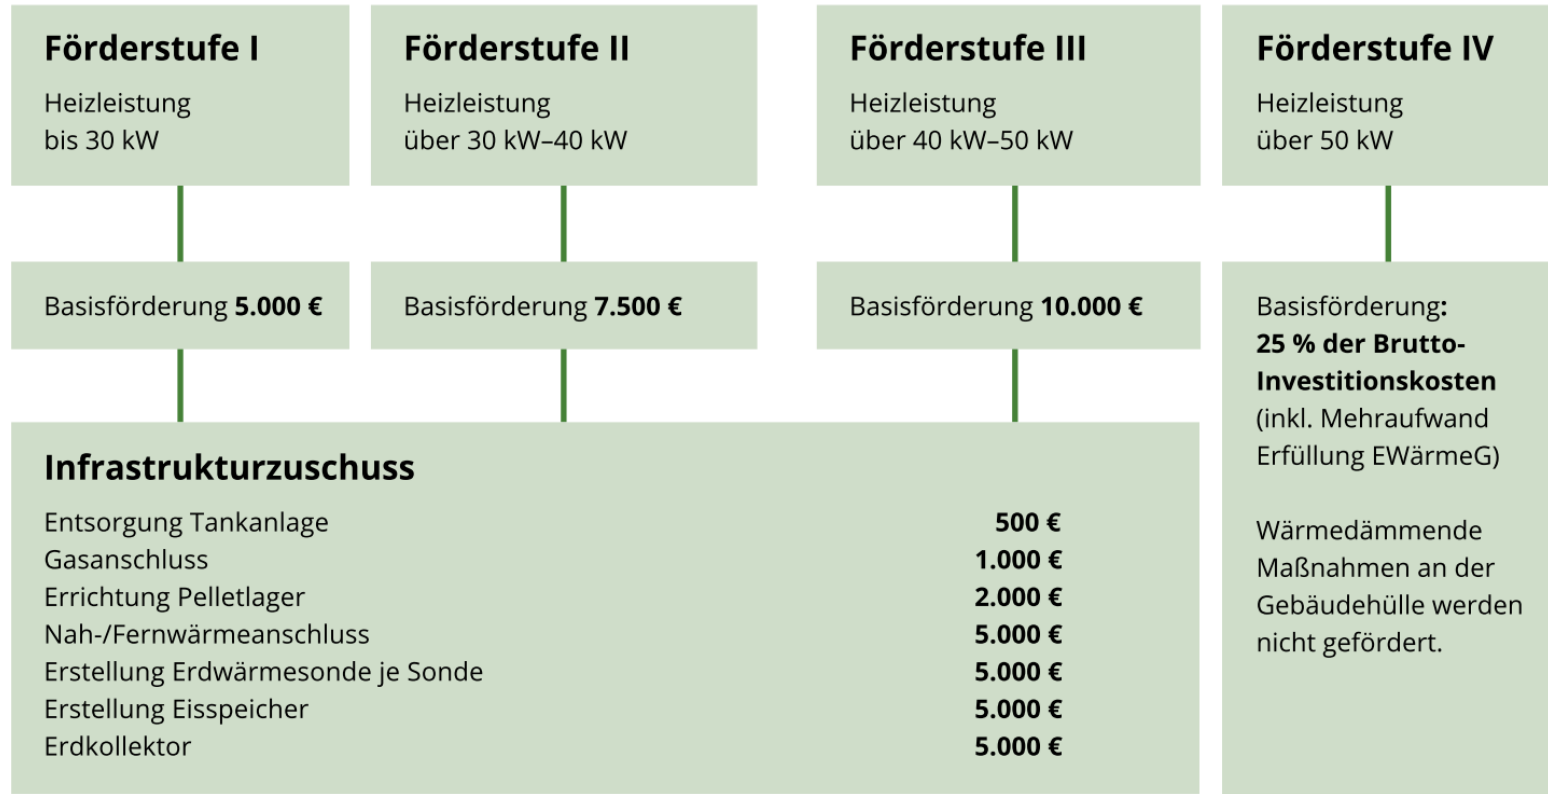 Förderstufe I
Heizleistung
bis 30 kW
Förderstufe II
Heizleistung
über 30 kW–40 kW
Förderstufe III
Heizleistung
über 40 kW–50 kW
Förderstufe IV
Heizleistung
über 50 kW
Basisförderung 5.000 €
Basisförderung 7.500 €
Basisförderung 10.000 €
Basisförderung:
25 % der Brutto-
Investitionskosten
(inkl. Mehraufwand
Erfüllung EWärmeG)
Wärmedämmende
Maßnahmen an der
Gebäudehülle werden
nicht gefördert.
Infrastrukturzuschuss
Entsorgung Tankanlage 500 €
Gasanschluss 1.000 €
Errichtung Pelletlager 2.000 €
Nah-/Fernwärmeanschluss 5.000 €
Erstellung Erdwärmesonde je Sonde 5.000 €
Erstellung Eisspeicher 5.000 €
Erdkollektor 5.000 €